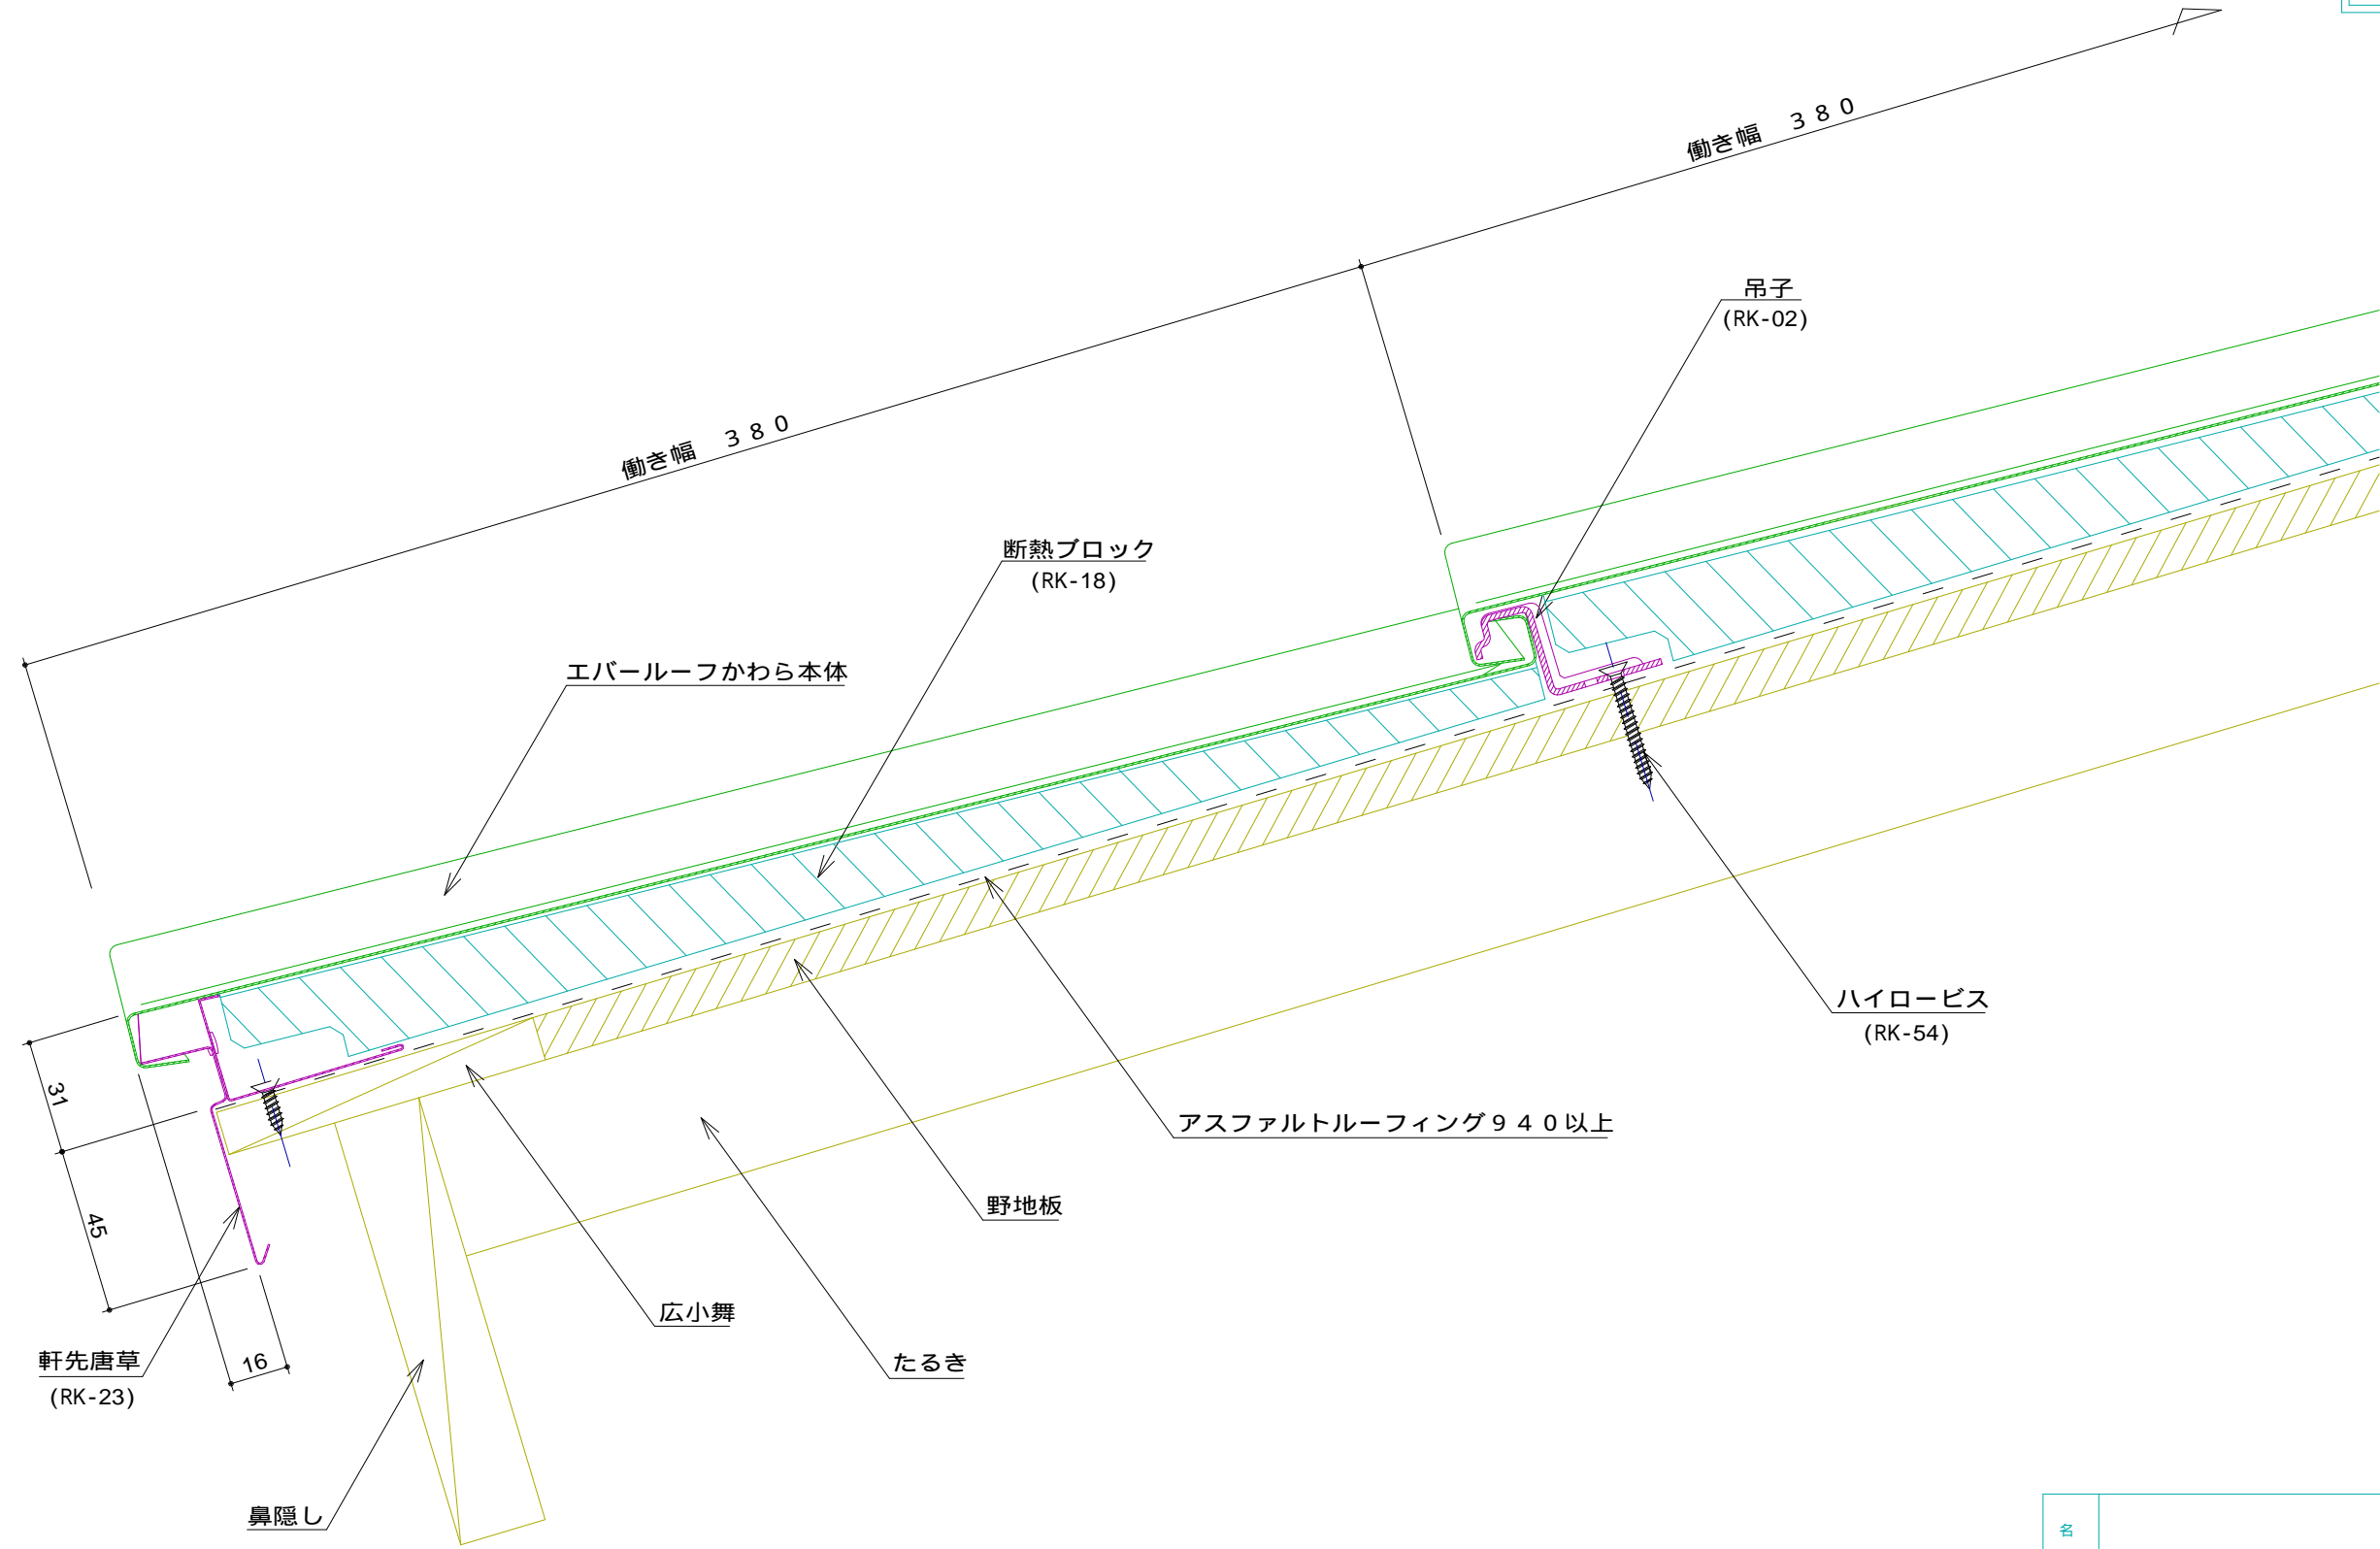 働き幅　３８０
吊子
(RK-02)
働き幅　３８０
断熱ブロック
(RK-18)
エバールーフかわら本体
ハイロービス
(RK-54)
31
アスファルトルーフィング９４０以上
野地板
45
広小舞
たるき
軒先唐草
(RK-23)
16
鼻隠し
名